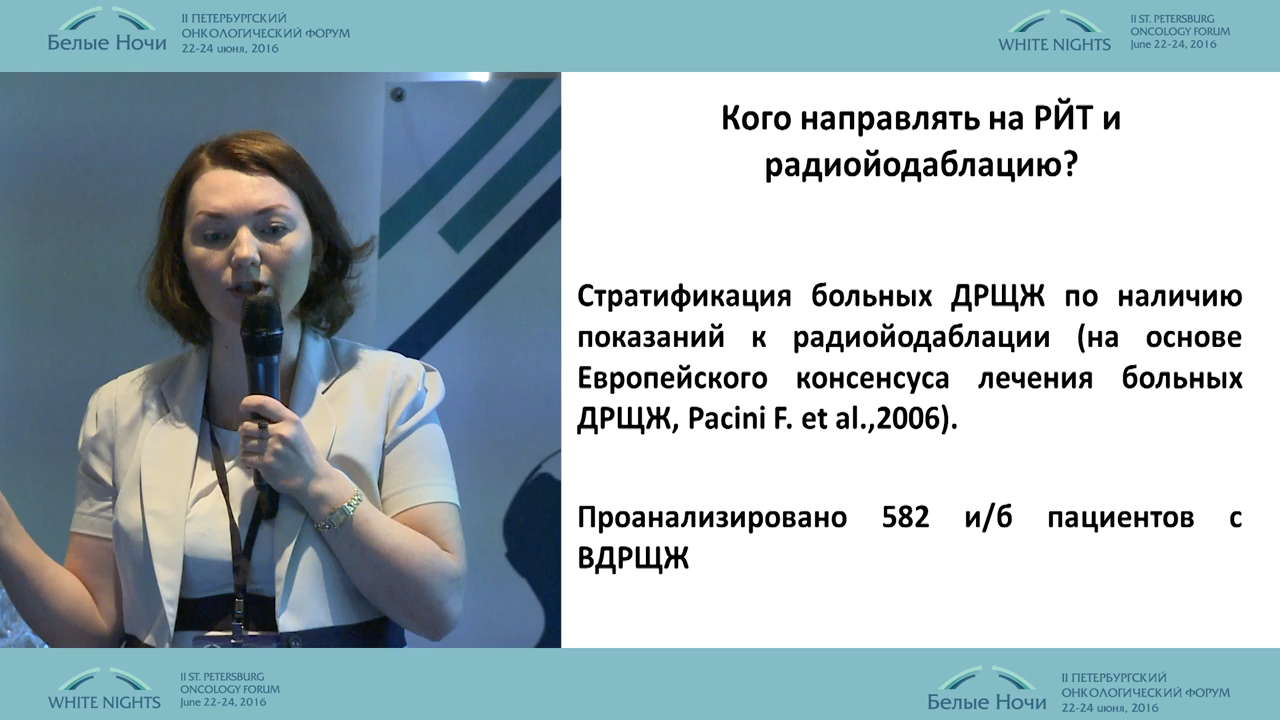 Белые Ночи
II ПЕТЕРБУРГСКИЙ
ОНКОЛОГИЧЕСКИЙ ФОРУМ
22-24 июня, 2016
WHITE NIGHTS
II ST. PETERSBURG
ONCOLOGY FORUM
June 22-24, 2016
Кого направлять на РЙТ и
радиойодаблацию?
Стратификация больных ДРЩЖ по наличию
показаний к радиойодаблации (на основе
Европейского консенсуса лечения больных
ДРЩЖ, Pacini F. et al.,2006).
Проанализировано 582 и/б пациентов с
ВДРЩЖ
WHITE NIGHTS
II ST. PETERSBURG
ONCOLOGY FORUM
June 22-24, 2016
Белые Ночи
II ПЕТЕРБУРГСКИЙ
ОНКОЛОГИЧЕСКИЙ ФОРУМ
22-24 июня, 2016